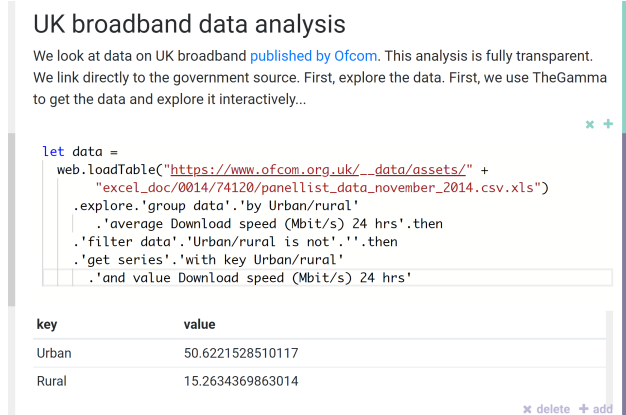 UK broadband data analysis
We look at data on UK broadband published by Ofcom. This analysis is fully transparent.
We link directly to the government source. First, explore the data. First, we use TheGamma
to get the data and explore it interactively...
× +
let data =
web.loadTable("https://www.ofcom.org.uk/__data/assets/" +
"excel_doc/0014/74120/panellist_data_november_2014.csv.xls")
.explore.'group data'.'by Urban/rural'
.'average Download speed (Mbit/s) 24 hrs'.then
.'filter data'.'Urban/rural is not'.''.then
.'get series'.'with key Urban/rural'
.'and value Download speed (Mbit/s) 24 hrs'
key value
Urban 50.6221528510117
Rural 15.2634369863014
× delete + add